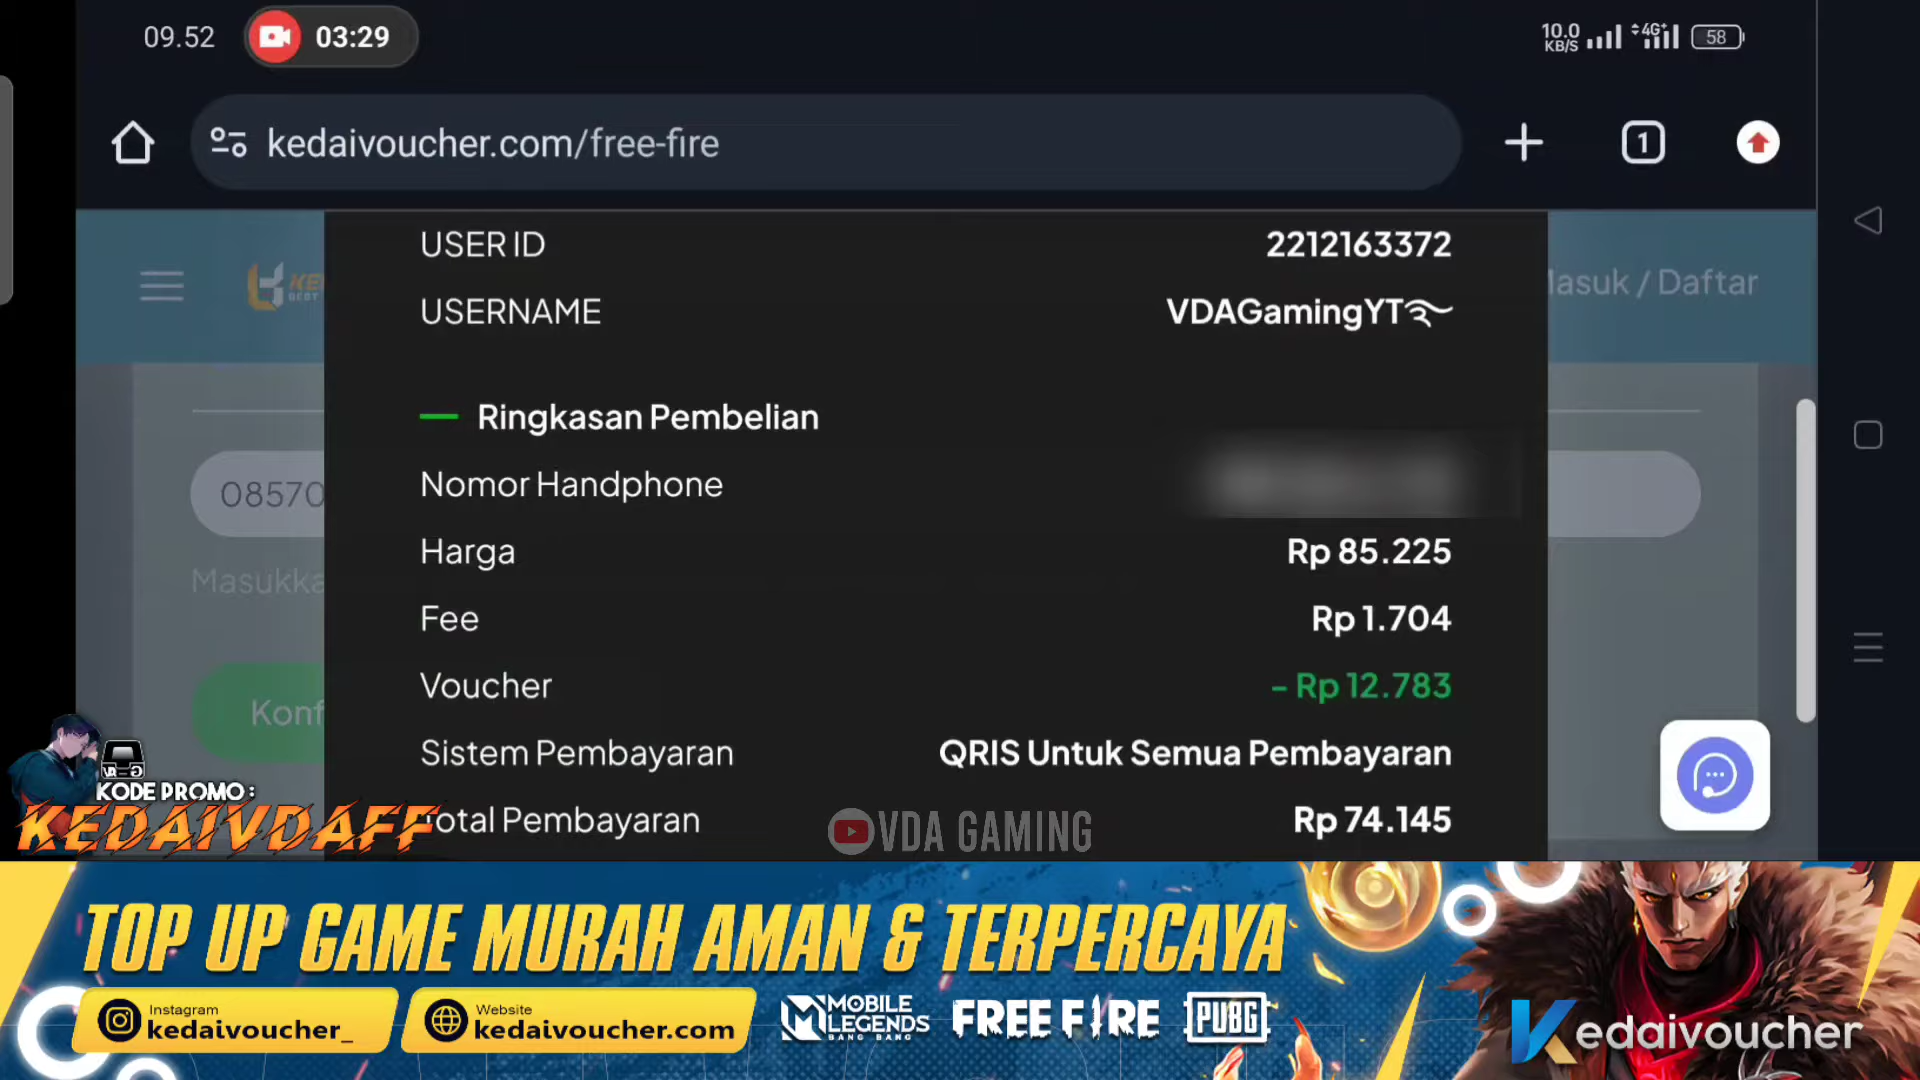 09.52 03:29 10.0 KB/S 4G+ 58
kedaivoucher.com/free-fire 1
USER ID 2212163372
Masuk / Daftar
USERNAME VDAGamingYT
Ringkasan Pembelian
Nomor Handphone
08570
Harga Rp 85.225
Masukka
Fee Rp 1.704
Voucher - Rp 12.783
Konf
Sistem Pembayaran QRIS Untuk Semua Pembayaran
KODE PROMO :
KEDAIVDAFF
Total Pembayaran Rp 74.145
VDA GAMING
TOP UP GAME MURAH AMAN & TERPERCAYA
Instagram
kedaivoucher_
Website
kedaivoucher.com
MOBILE LEGENDS BANG BANG
FREE FIRE
PUBG
Kedaivoucher